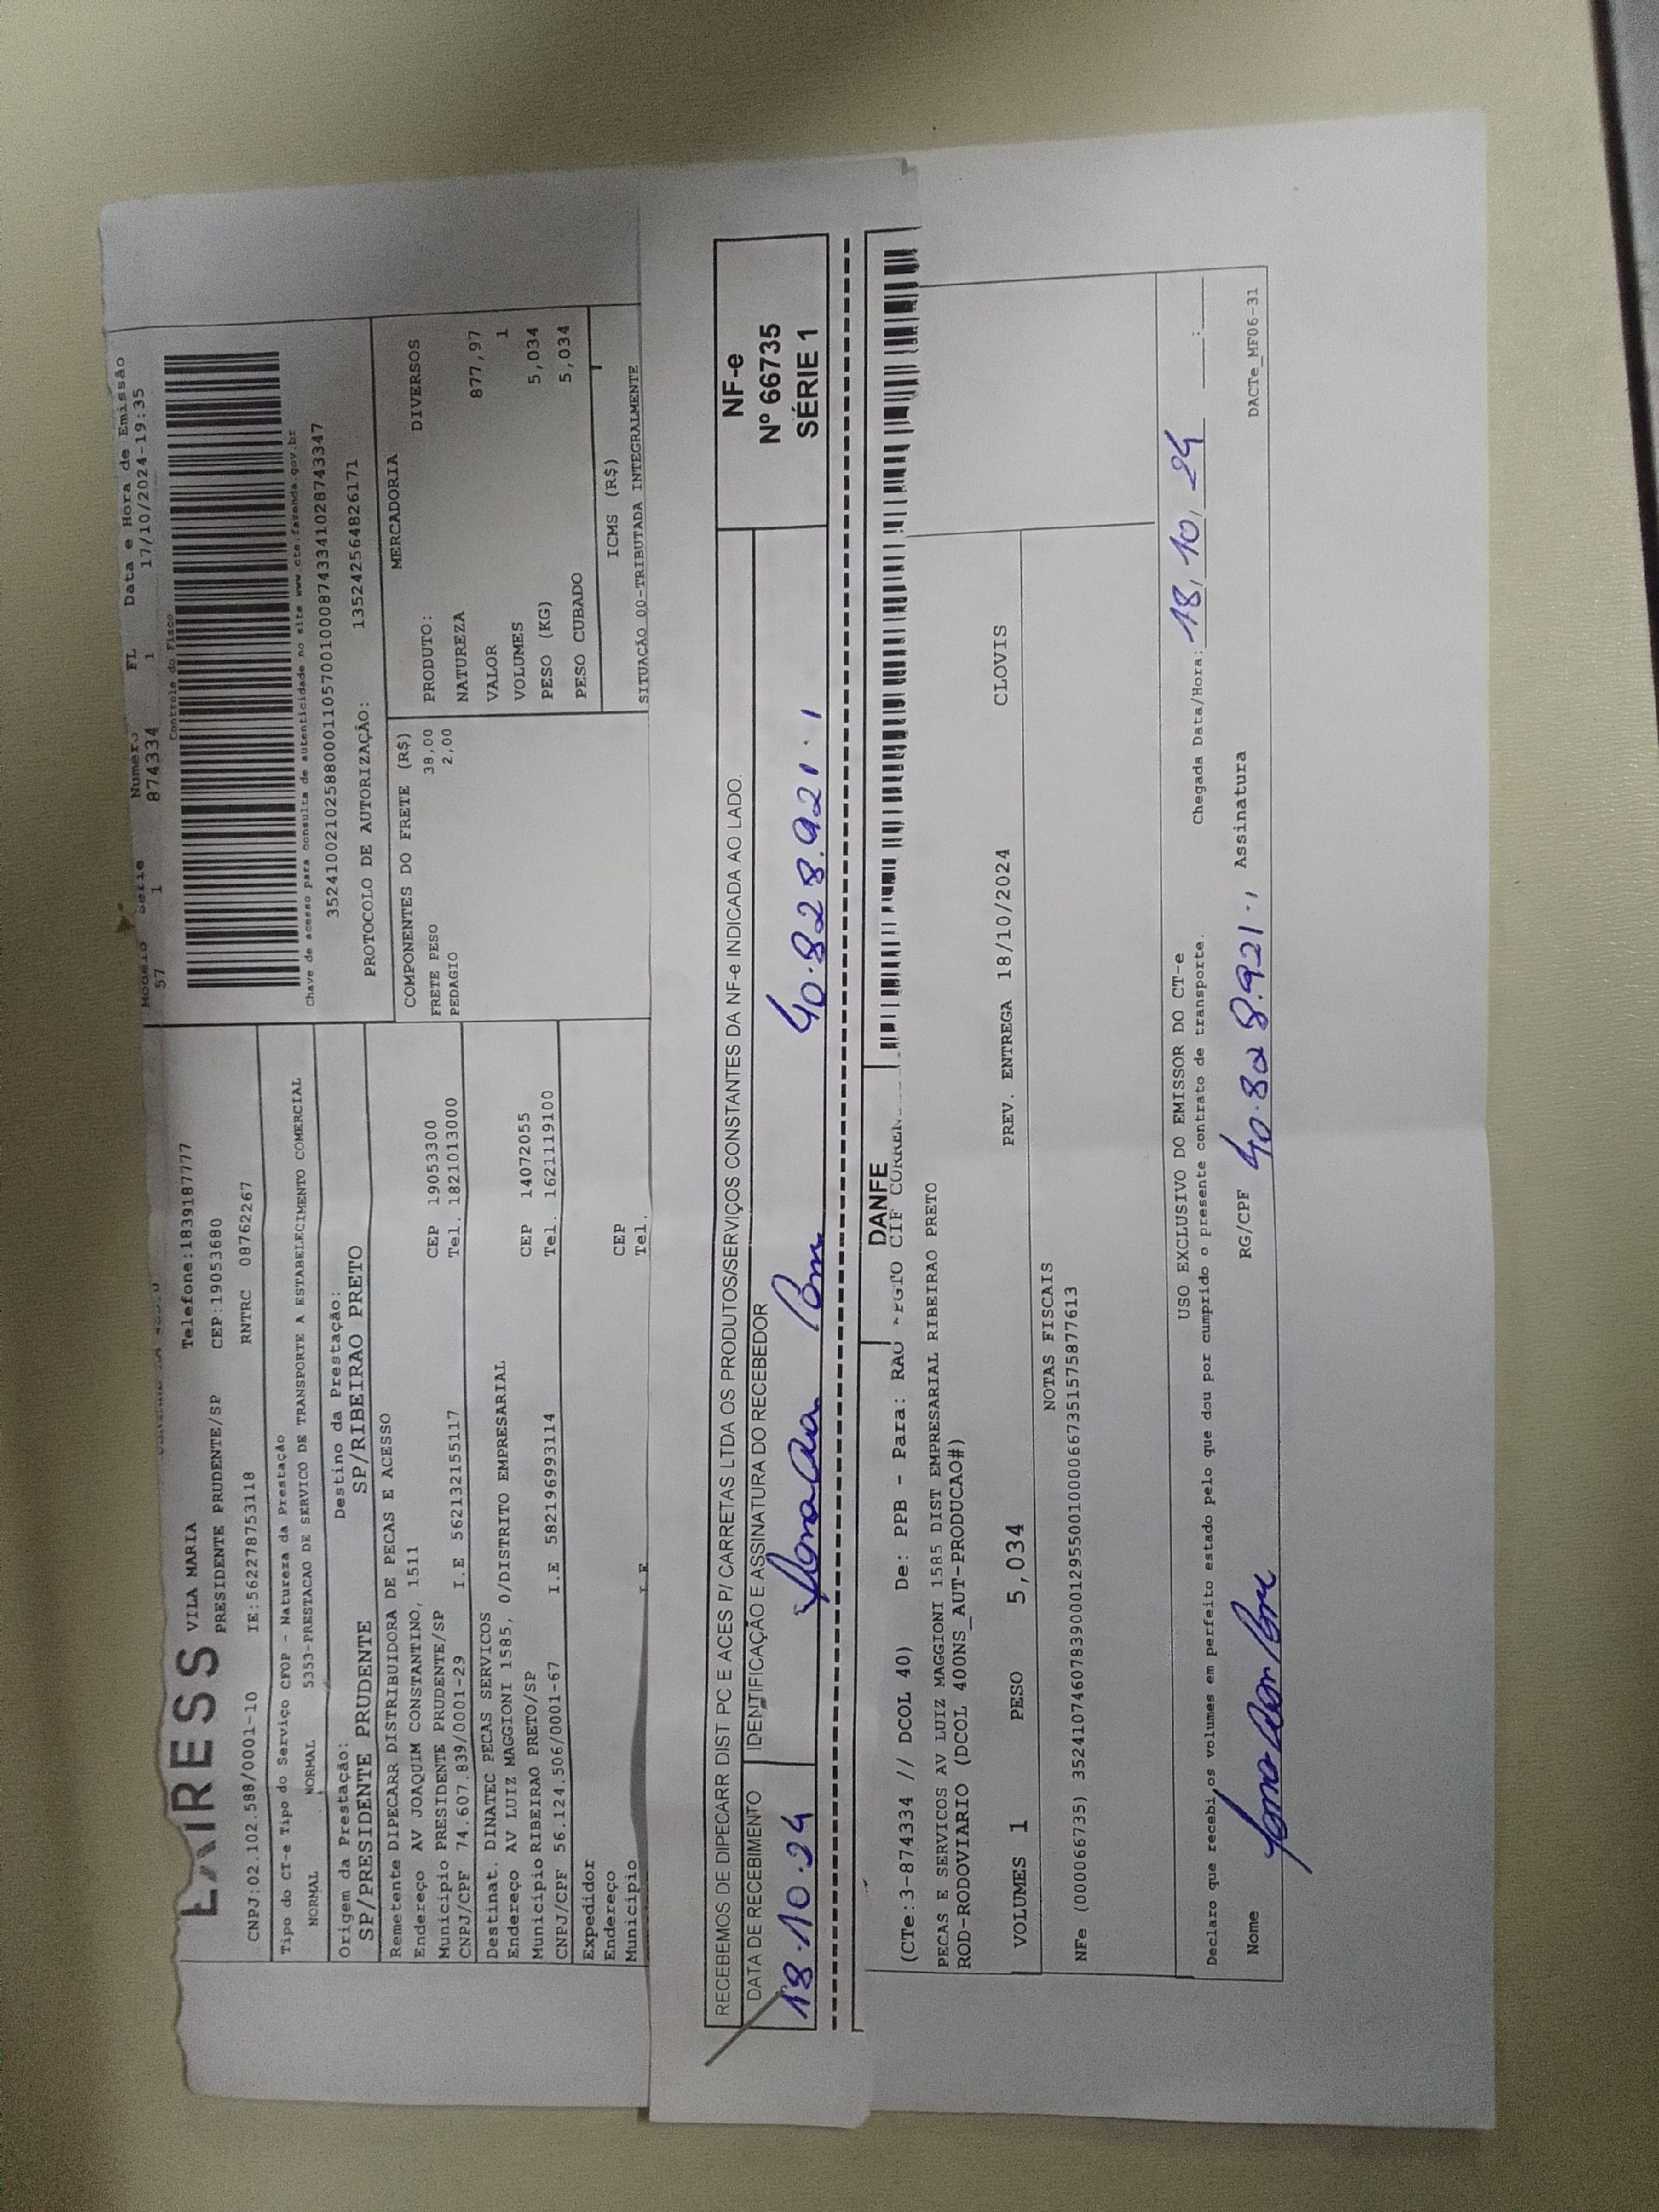 Modelo Serie Numero FL Data e Hora de Emissão
57 1 874334 1 17/10/2024-19:35
Controle do Fisco
VILA MARIA Telefone:1839187777
PRESIDENTE PRUDENTE/SP CEP:19053680
CNPJ:02.102.588/0001-10 IE:562278753118 RNTRC 08762267
Chave de acesso para consulta de autenticidade no site www.cte.fazenda.gov.br
35241002102588000110570010008743341028743347
PROTOCOLO DE AUTORIZAÇÃO: 135242564826171
Tipo do CT-e Tipo do Serviço CFOP - Natureza da Prestação
NORMAL NORMAL 5353-PRESTACAO DE SERVICO DE TRANSPORTE A ESTABELECIMENTO COMERCIAL
Origem da Prestação: Destino da Prestação:
SP/PRESIDENTE PRUDENTE SP/RIBEIRAO PRETO
Remetente DIPECARR DISTRIBUIDORA DE PECAS E ACESSO
Endereço AV JOAQUIM CONSTANTINO, 1511 CEP 19053300
Município PRESIDENTE PRUDENTE/SP Tel. 1821013000
CNPJ/CPF 74.607.839/0001-29 I.E 562132155117
Destinat. DINATEC PECAS SERVICOS
Endereço AV LUIZ MAGGIONI 1585, 0/DISTRITO EMPRESARIAL CEP 14072055
Município RIBEIRAO PRETO/SP Tel. 1621119100
CNPJ/CPF 56.124.506/0001-67 I.E 582196993114
Expedidor
Endereço CEP
Município Tel.
I.E
COMPONENTES DO FRETE (R$)
FRETE PESO 38,00
PEDAGIO 2,00
MERCADORIA
PRODUTO: DIVERSOS
NATUREZA
VALOR 877,97
VOLUMES 1
PESO (KG) 5,034
PESO CUBADO 5,034
ICMS (R$)
SITUACÃO 00-TRIBUTADA INTEGRALMENTE
RECEBEMOS DE DIPECARR DIST PC E ACES P/ CARRETAS LTDA OS PRODUTOS/SERVIÇOS CONSTANTES DA NF-e INDICADA AO LADO.
DATA DE RECEBIMENTO IDENTIFICAÇÃO E ASSINATURA DO RECEBEDOR
18.10.24 40.828.921.1
NF-e
Nº 66735
SÉRIE 1
DANFE
(CTe:3-874334 // DCOL 40) De: PPB - Para: RAO PGTO CIF
PECAS E SERVICOS AV LUIZ MAGGIONI 1585 DIST EMPRESARIAL RIBEIRAO PRETO
ROD-RODOVIARIO (DCOL 400NS_AUT-PRODUCAO#)
VOLUMES 1 PESO 5,034 PREV. ENTREGA 18/10/2024 CLOVIS
NOTAS FISCAIS
NFe (000066735) 35241074607839000129550010000667351575877613
USO EXCLUSIVO DO EMISSOR DO CT-e
Declaro que recebi os volumes em perfeito estado pelo que dou por cumprido o presente contrato de transporte. Chegada Data/Hora: 18/10/24 :
Nome RG/CPF 40.828.921.1 Assinatura
DACTe_MF06-31